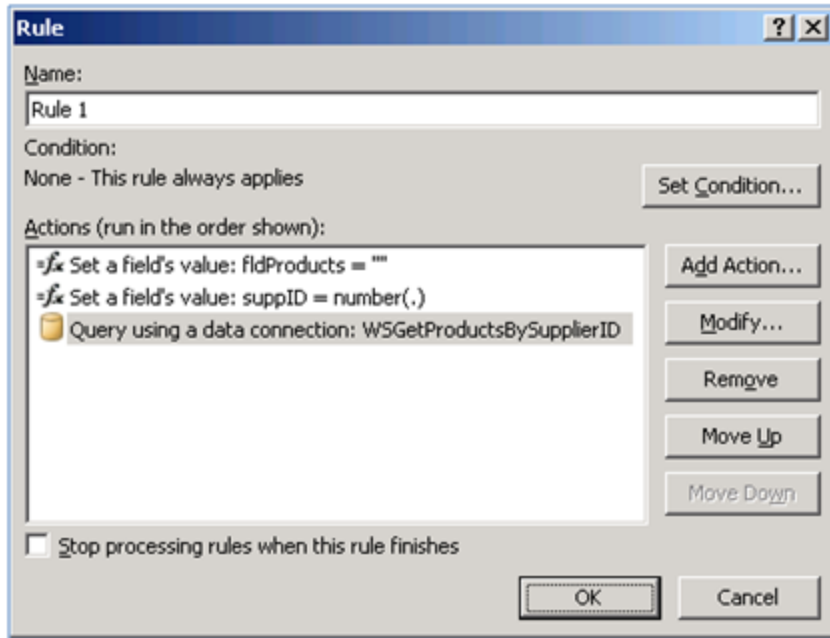 Rule
Name:
Rule 1
Condition:
None - This rule always applies
Set Condition...
Actions (run in the order shown):
Set a field's value: fldProducts = ""
Set a field's value: suppID = number(.)
Query using a data connection: WSGetProductsBySupplierID
Add Action...
Modify...
Remove
Move Up
Move Down
Stop processing rules when this rule finishes
OK
Cancel